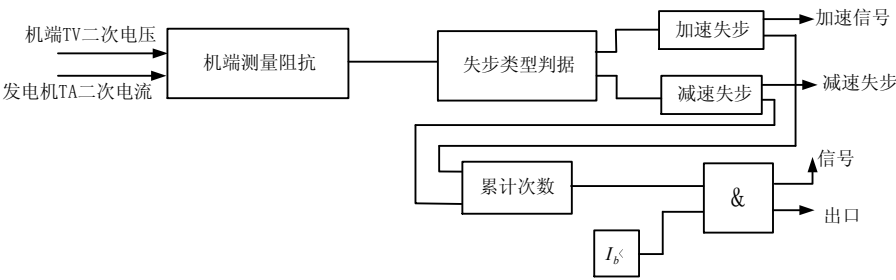 机端TV二次电压
发电机TA二次电流
机端测量阻抗
失步类型判据
加速失步
加速信号
减速失步
减速失步
累计次数
&
信号
出口
I_b<